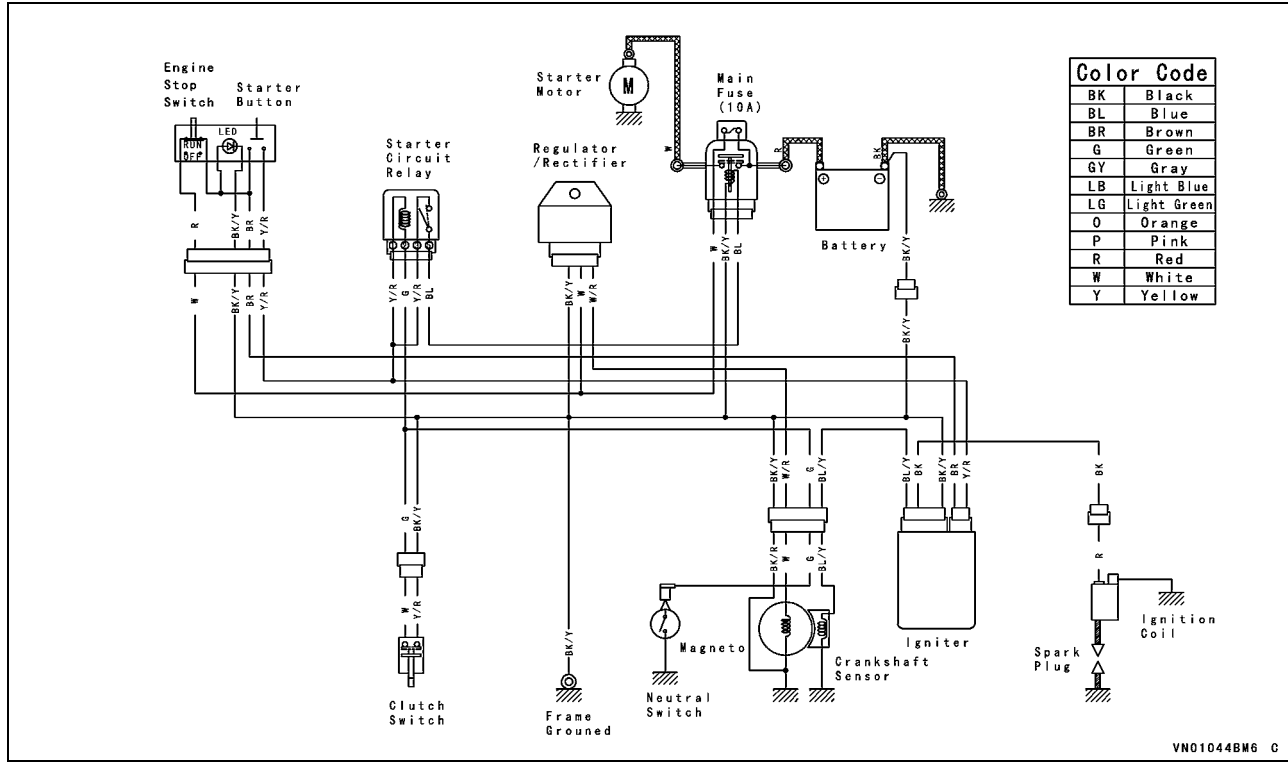 Engine
Stop
Switch
Starter
Button
LED
RUN
OFF
R
BK/Y
BR
Y/R
W
BK/Y
BR
Y/R
Starter
Circuit
Relay
Y/R
G
Y/R
BL
Regulator
/Rectifier
BK/Y
W
W/R
Starter
Motor
M
W
Main
Fuse
(10A)
W
BK/Y
BL
R
BK
Battery
BK/Y
BK/Y
Color Code
BK Black
BL Blue
BR Brown
G Green
GY Gray
LB Light Blue
LG Light Green
O Orange
P Pink
R Red
W White
Y Yellow
G
BK/Y
W
Y/R
Clutch
Switch
BK/Y
Frame
Grounded
BK/Y
W/R
G
BL/Y
BK/R
W
G
BL/Y
Neutral
Switch
Magneto
Crankshaft
Sensor
BL/Y
BK
BK/Y
BR
Y/R
Igniter
BK
R
Ignition
Coil
Spark
Plug
VN01044BM6 C